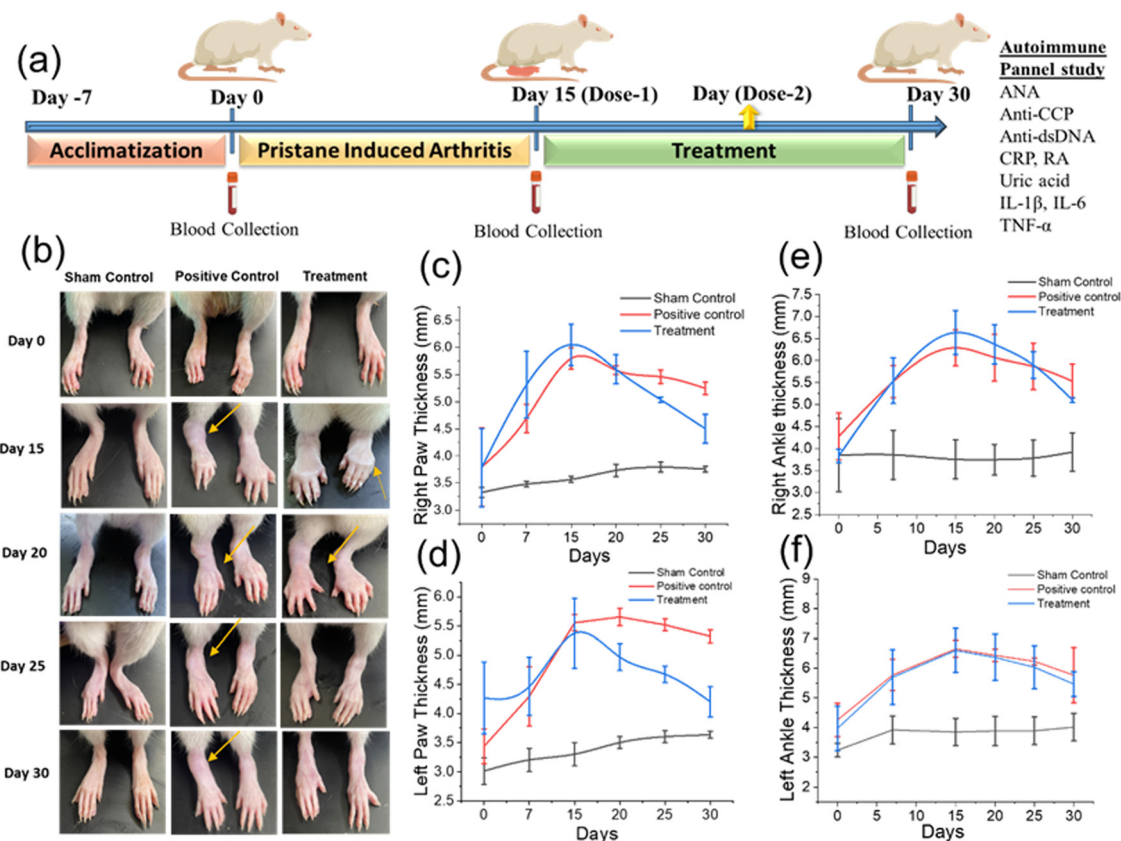 (a)
Day -7
Day 0
Day 15 (Dose-1)
Day (Dose-2)
Day 30
Acclimatization
Pristane Induced Arthritis
Treatment
Blood Collection
Blood Collection
Blood Collection
Autoimmune
Pannel study
ANA
Anti-CCP
Anti-dsDNA
CRP, RA
Uric acid
IL-1β, IL-6
TNF-α
(b)
Sham Control
Positive Control
Treatment
Day 0
Day 15
Day 20
Day 25
Day 30
(c)
Sham Control
Positive control
Treatment
Right Paw Thickness (mm)
6.5
6.0
5.5
5.0
4.5
4.0
3.5
3.0
0
7
15
20
25
30
Days
(d)
Sham Control
Positive control
Treatment
Left Paw Thickness (mm)
6.0
5.5
5.0
4.5
4.0
3.5
3.0
2.5
0
7
15
20
25
30
Days
(e)
Sham Control
Positive control
Treatment
Right Ankle thickness (mm)
7.5
7.0
6.5
6.0
5.5
5.0
4.5
4.0
3.5
3.0
2.5
0
7
15
20
25
30
Days
(f)
Sham Control
Positive control
Treatment
Left Ankle Thickness (mm)
9
8
7
6
5
4
3
2
0
7
15
20
25
30
Days